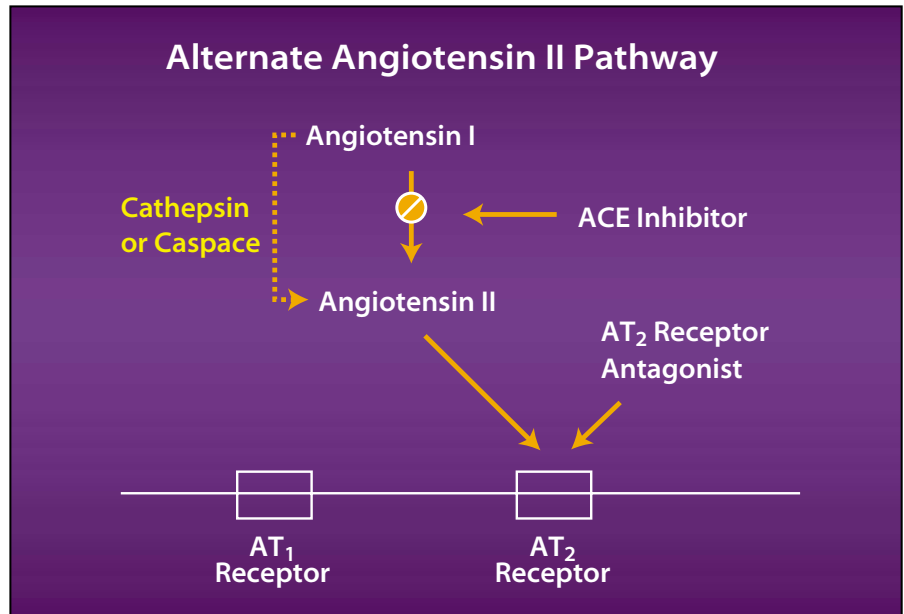 Alternate Angiotensin II Pathway
Angiotensin I
Cathepsin
or Caspace
ACE Inhibitor
Angiotensin II
AT₂ Receptor
Antagonist
AT₁
Receptor
AT₂
Receptor